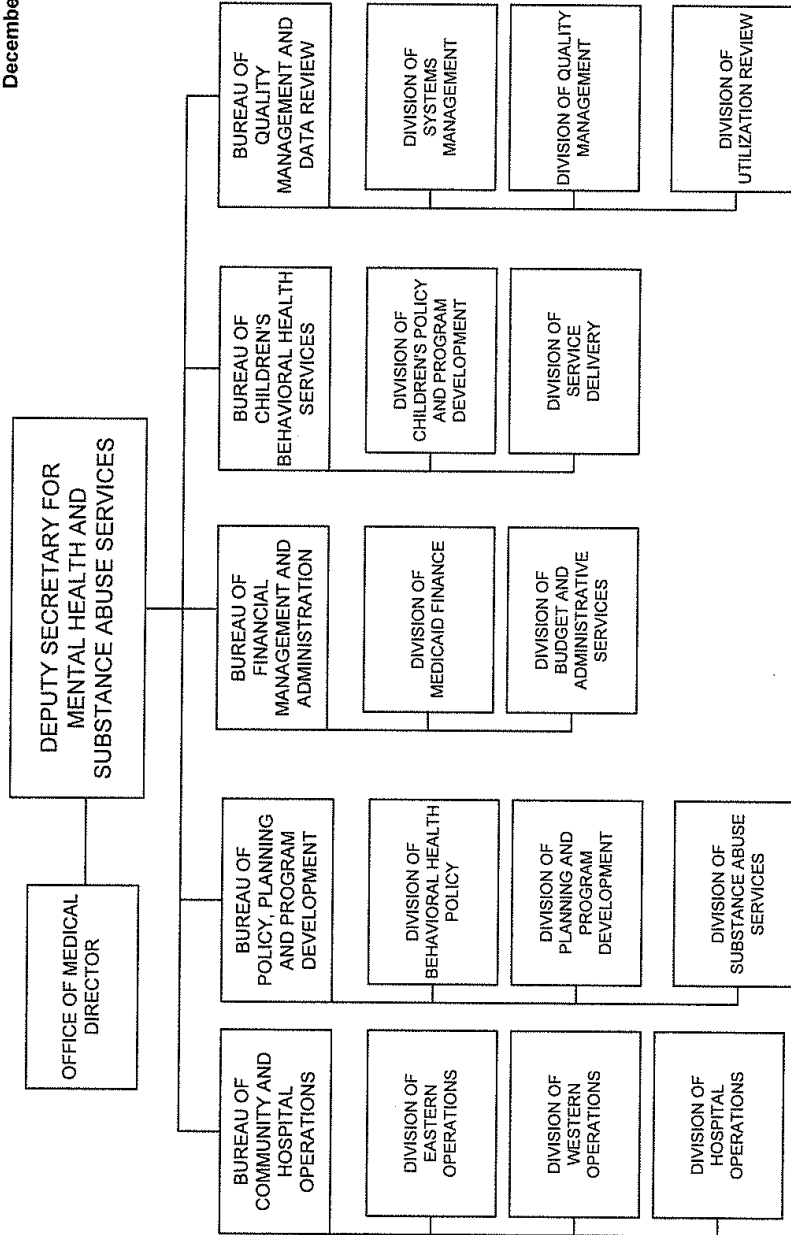 Decembe
DEPUTY SECRETARY FOR
MENTAL HEALTH AND
SUBSTANCE ABUSE SERVICES
OFFICE OF MEDICAL
DIRECTOR
BUREAU OF
COMMUNITY AND
HOSPITAL
OPERATIONS
DIVISION OF
EASTERN
OPERATIONS
DIVISION OF
WESTERN
OPERATIONS
DIVISION OF
HOSPITAL
OPERATIONS
BUREAU OF
POLICY, PLANNING
AND PROGRAM
DEVELOPMENT
DIVISION OF
BEHAVIORAL HEALTH
POLICY
DIVISION OF
PLANNING AND
PROGRAM
DEVELOPMENT
DIVISION OF
SUBSTANCE ABUSE
SERVICES
BUREAU OF
FINANCIAL
MANAGEMENT AND
ADMINISTRATION
DIVISION OF
MEDICAID FINANCE
DIVISION OF
BUDGET AND
ADMINISTRATIVE
SERVICES
BUREAU OF
CHILDREN'S
BEHAVIORAL HEALTH
SERVICES
DIVISION OF
CHILDREN'S POLICY
AND PROGRAM
DEVELOPMENT
DIVISION OF
SERVICE
DELIVERY
BUREAU OF
QUALITY
MANAGEMENT AND
DATA REVIEW
DIVISION OF
SYSTEMS
MANAGEMENT
DIVISION OF QUALITY
MANAGEMENT
DIVISION OF
UTILIZATION REVIEW